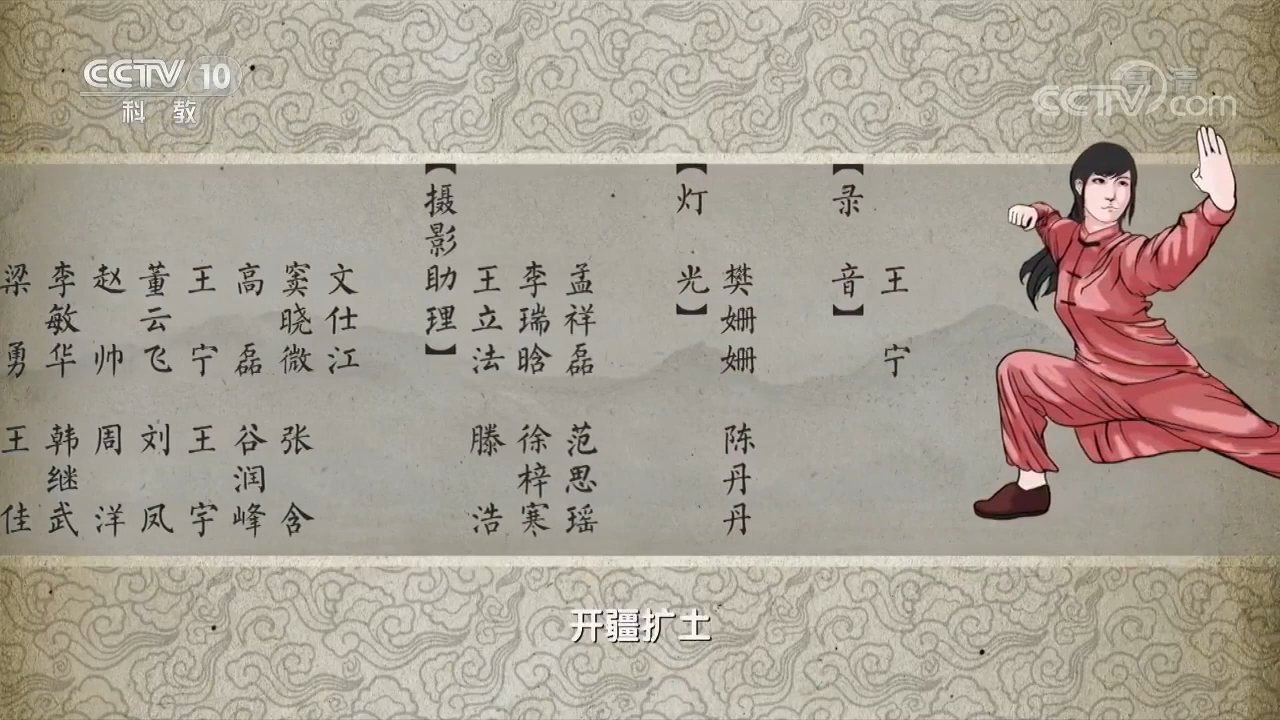 CCTV 10
科教
高清
CCTV.com
梁勇 王佳
李敏华 韩继武
赵帅 周洋
董云飞 刘凤
王宁 王宇
高磊 谷润峰
窦晓微 张含
文仕江
【摄影助理】
王立法 滕浩
李瑞晗 徐梓寒
孟祥磊 范思瑶
【灯光】
樊姗姗 陈丹丹
【录音】
王宁
开疆扩土